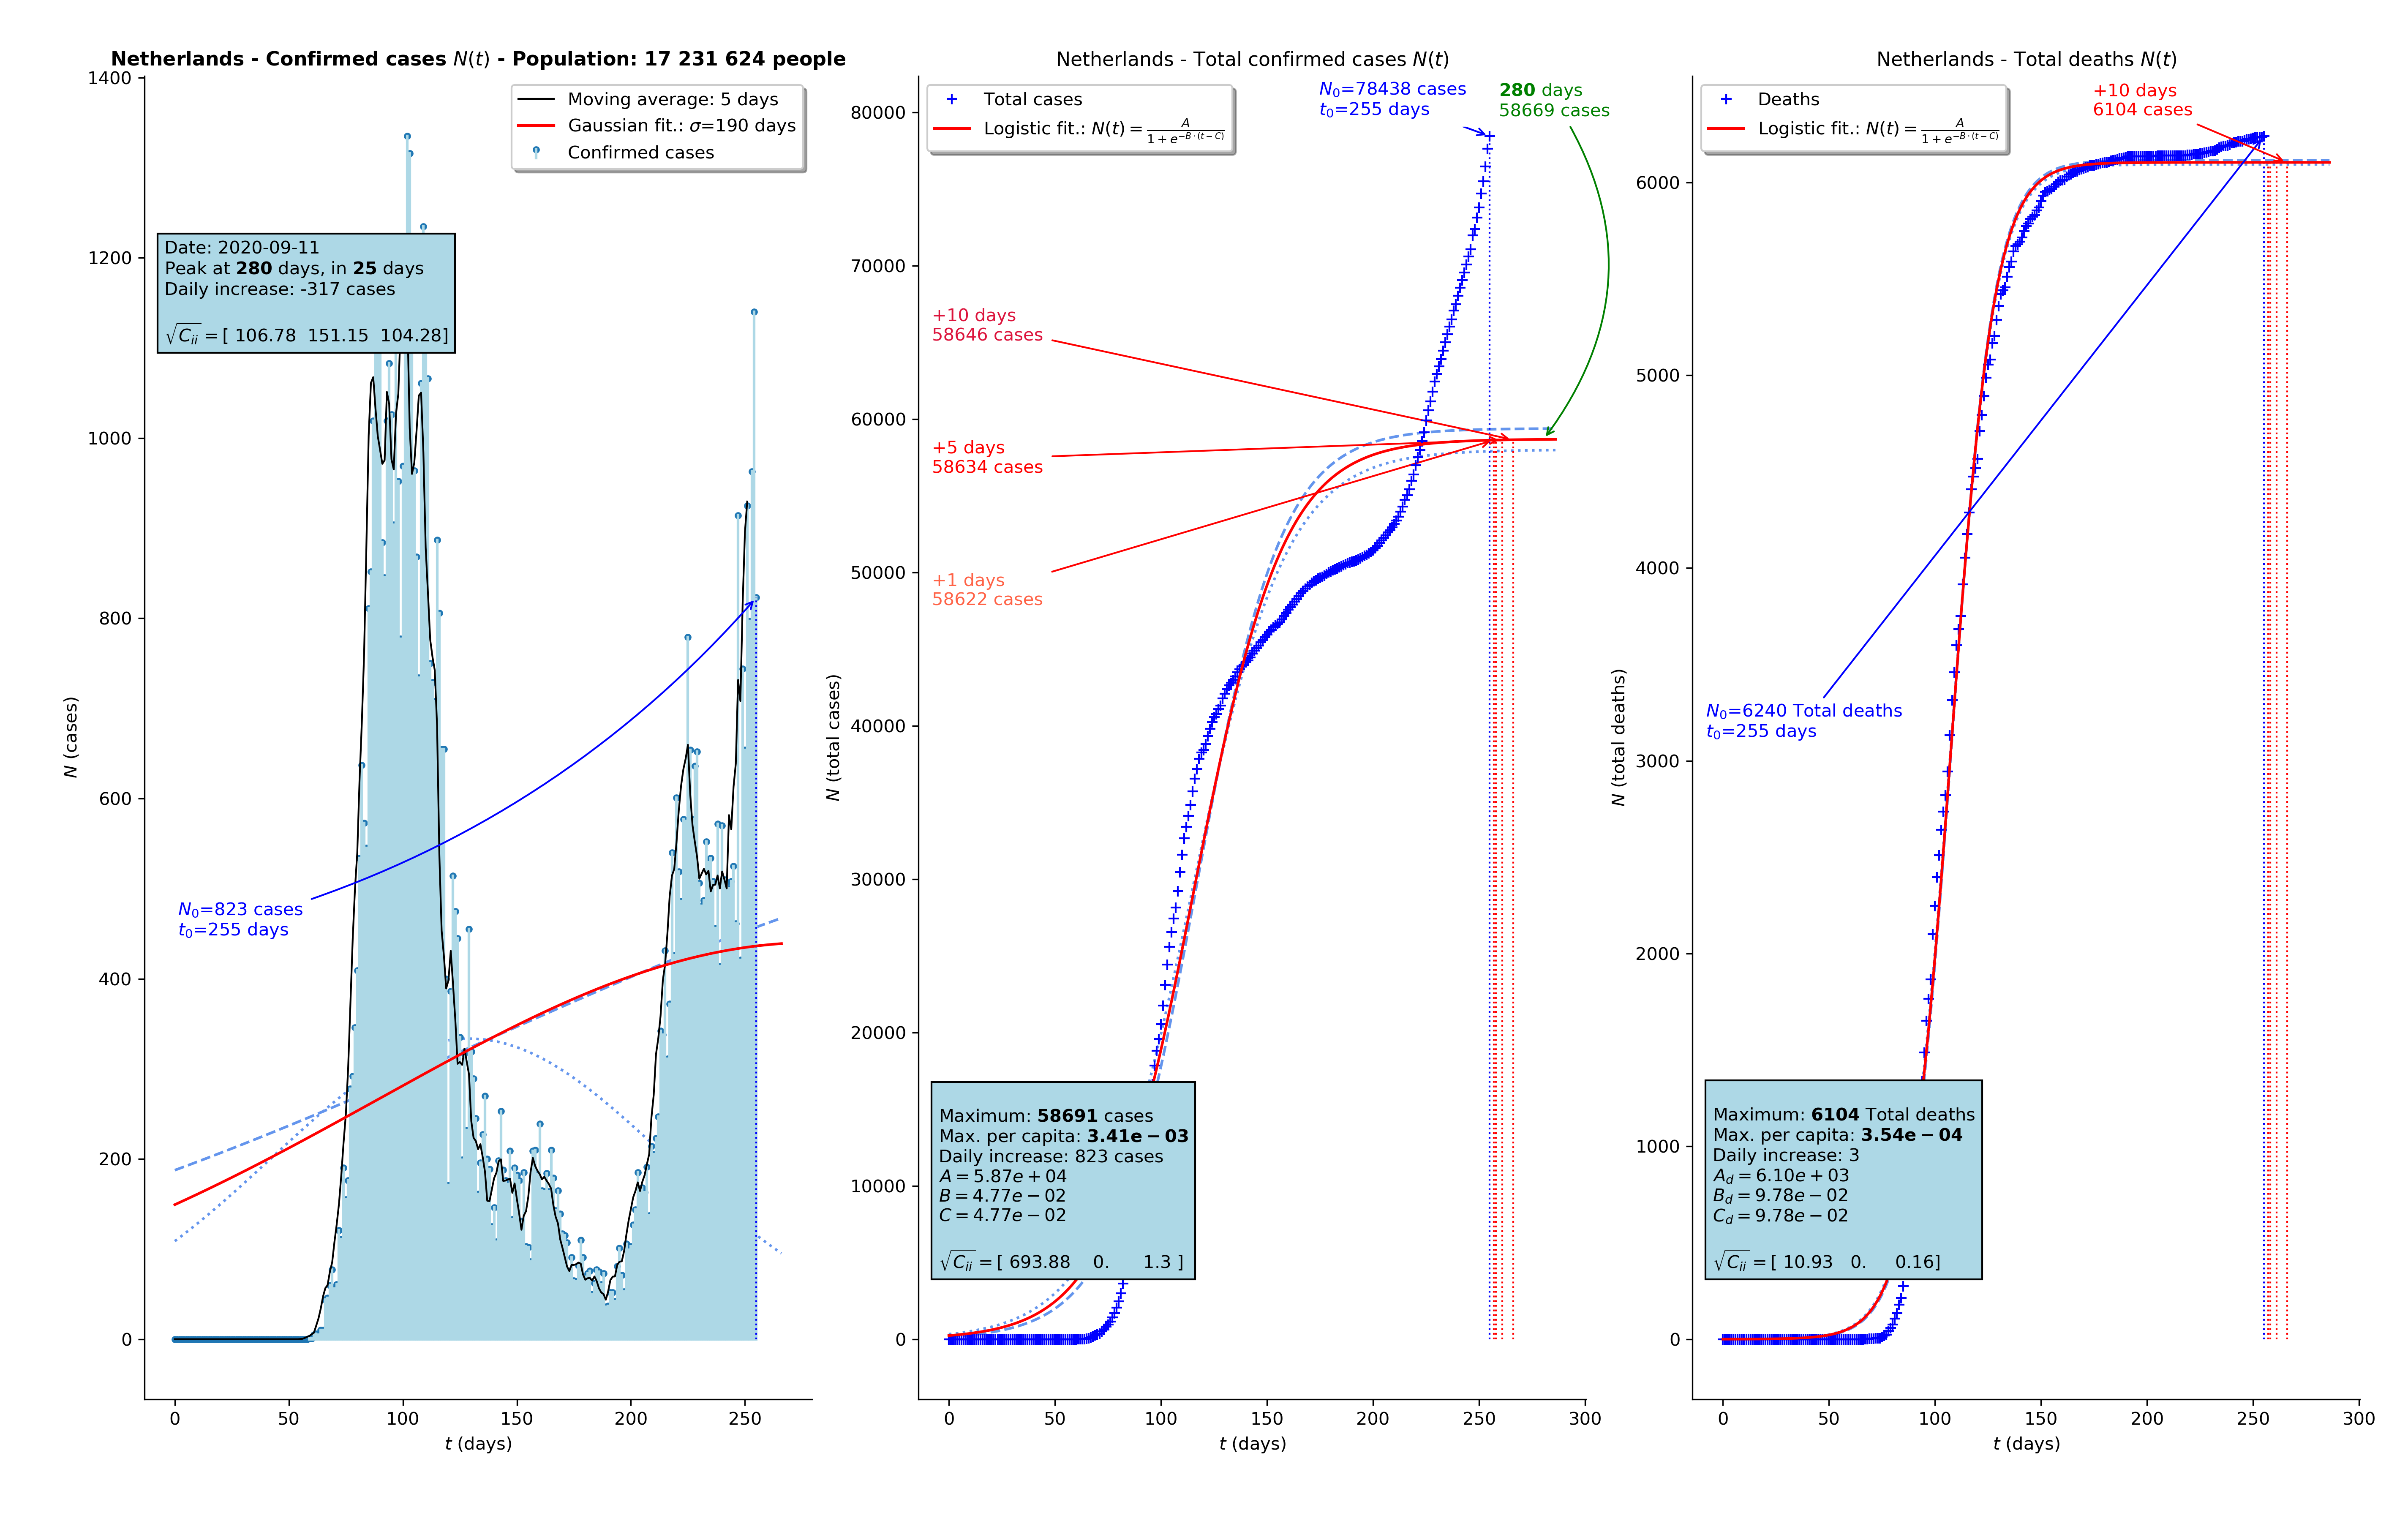 Netherlands - Confirmed cases N(t) - Population: 17 231 624 people
1400
1200
1000
800
600
400
200
0
N (cases)
Moving average: 5 days
Gaussian fit.: σ=190 days
Confirmed cases
Date: 2020-09-11
Peak at 280 days, in 25 days
Daily increase: -317 cases
√Cᵢᵢ = [ 106.78 151.15 104.28]
N₀=823 cases
t₀=255 days
0 50 100 150 200 250
t (days)
Netherlands - Total confirmed cases N(t)
80000
70000
60000
50000
40000
30000
20000
10000
0
N (total cases)
Total cases
Logistic fit.: N(t) = A / (1 + e^(−B·(t−C)))
N₀=78438 cases
t₀=255 days
280 days
58669 cases
+10 days
58646 cases
+5 days
58634 cases
+1 days
58622 cases
Maximum: 58691 cases
Max. per capita: 3.41e − 03
Daily increase: 823 cases
A = 5.87e + 04
B = 4.77e − 02
C = 4.77e − 02
√Cᵢᵢ = [ 693.88 0. 1.3 ]
0 50 100 150 200 250 300
t (days)
Netherlands - Total deaths N(t)
6000
5000
4000
3000
2000
1000
0
N (total deaths)
Deaths
Logistic fit.: N(t) = A / (1 + e^(−B·(t−C)))
+10 days
6104 cases
N₀=6240 Total deaths
t₀=255 days
Maximum: 6104 Total deaths
Max. per capita: 3.54e − 04
Daily increase: 3
A_d = 6.10e + 03
B_d = 9.78e − 02
C_d = 9.78e − 02
√Cᵢᵢ = [ 10.93 0. 0.16]
0 50 100 150 200 250 300
t (days)